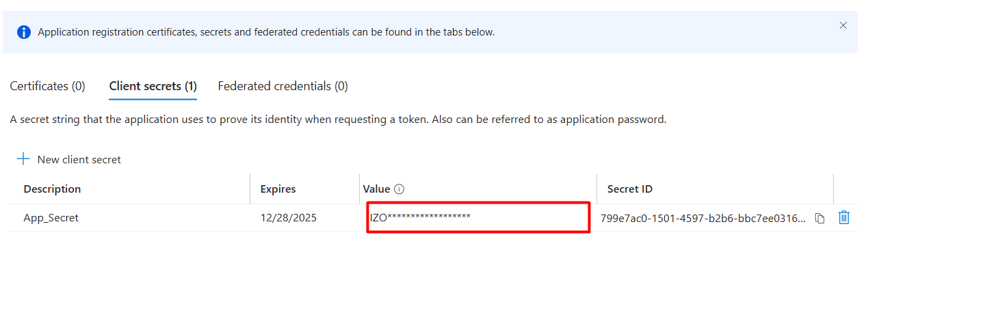 Application registration certificates, secrets and federated credentials can be found in the tabs below.
Certificates (0) Client secrets (1) Federated credentials (0)
A secret string that the application uses to prove its identity when requesting a token. Also can be referred to as application password.
New client secret
Description Expires Value Secret ID
App_Secret 12/28/2025 IZO****************** 799e7ac0-1501-4597-b2b6-bbc7ee0316...